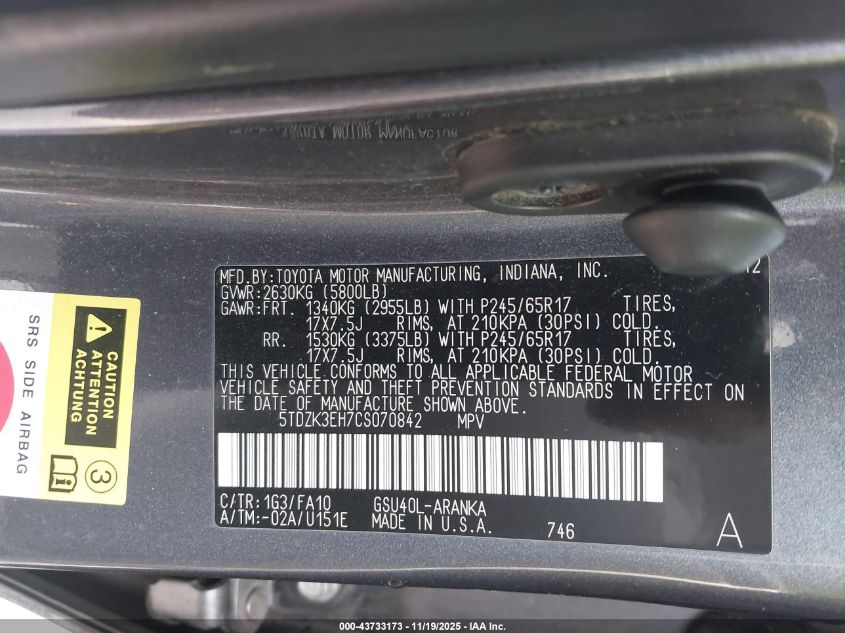 MFD.BY:TOYOTA MOTOR MANUFACTURING, INDIANA, INC. 12
GVWR:2630KG (5800LB)
GAWR:FRT. 1340KG (2955LB) WITH P245/65R17 TIRES,
17X7.5J RIMS, AT 210KPA (30PSI) COLD.
RR. 1530KG (3375LB) WITH P245/65R17 TIRES,
17X7.5J RIMS, AT 210KPA (30PSI) COLD.
THIS VEHICLE CONFORMS TO ALL APPLICABLE FEDERAL MOTOR
VEHICLE SAFETY AND THEFT PREVENTION STANDARDS IN EFFECT ON
THE DATE OF MANUFACTURE SHOWN ABOVE.
5TDZK3EH7CS070842 MPV
C/TR:1G3/FA10 GSU40L-ARANKA
A/TM:-02A/U151E MADE IN U.S.A. 746 A
SRS SIDE AIRBAG
CAUTION
ATTENTION
ACHTUNG
i
3
000-43733173 - 11/19/2025 - IAA Inc.